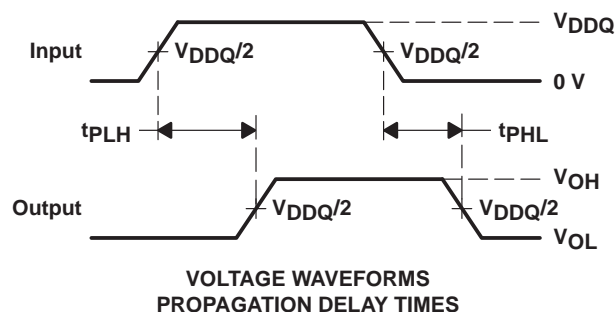 VDDQ
Input
VDDQ/2
VDDQ/2
0 V
tPLH
tPHL
VOH
Output
VDDQ/2
VDDQ/2
VOL
VOLTAGE WAVEFORMS
PROPAGATION DELAY TIMES